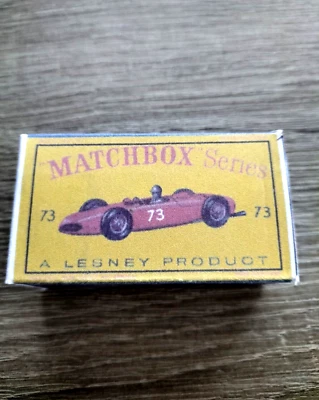 "MATCHBOX" Series
73 73 73
A LESNEY PRODUCT